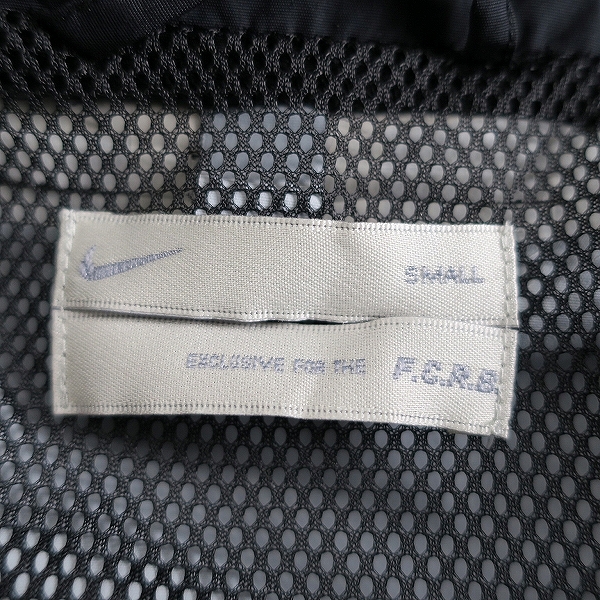 SMALL
EXCLUSIVE FOR THE F.C.R.B.